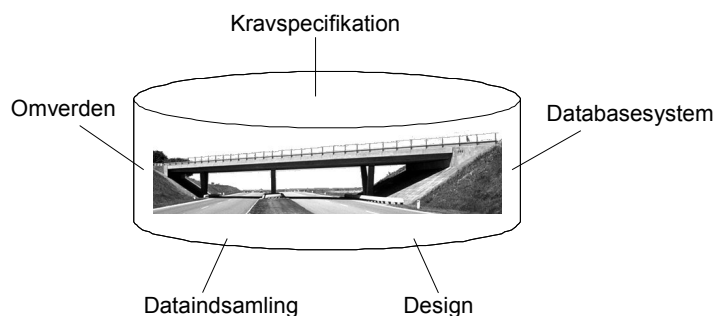 Kravspecifikation
Omverden
Databasesystem
Dataindsamling
Design